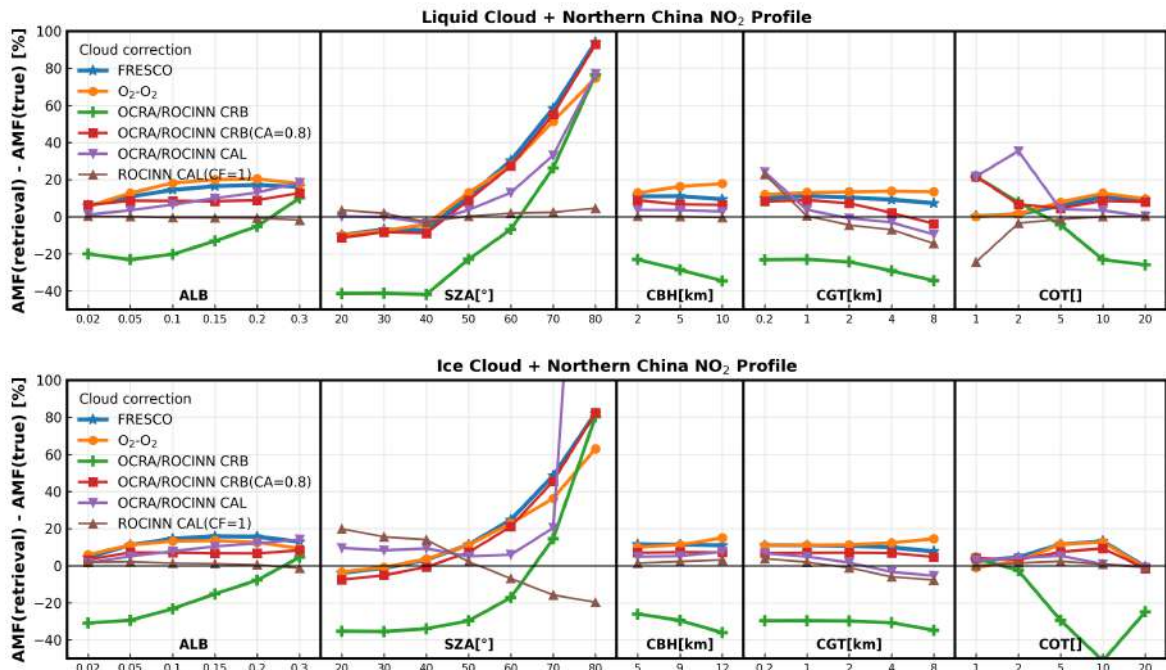 Liquid Cloud + Northern China NO₂ Profile
AMF(retrieval) - AMF(true) [%]
100
80
60
40
20
0
−20
−40
Cloud correction
FRESCO
O₂-O₂
OCRA/ROCINN CRB
OCRA/ROCINN CRB(CA=0.8)
OCRA/ROCINN CAL
ROCINN CAL(CF=1)
ALB SZA[°] CBH[km] CGT[km] COT[]
0.02 0.05 0.1 0.15 0.2 0.3 20 30 40 50 60 70 80 2 5 10 0.2 1 2 4 8 1 2 5 10 20
Ice Cloud + Northern China NO₂ Profile
AMF(retrieval) - AMF(true) [%]
100
80
60
40
20
0
−20
−40
Cloud correction
FRESCO
O₂-O₂
OCRA/ROCINN CRB
OCRA/ROCINN CRB(CA=0.8)
OCRA/ROCINN CAL
ROCINN CAL(CF=1)
ALB SZA[°] CBH[km] CGT[km] COT[]
0.02 0.05 0.1 0.15 0.2 0.3 20 30 40 50 60 70 80 5 9 12 0.2 1 2 4 8 1 2 5 10 20